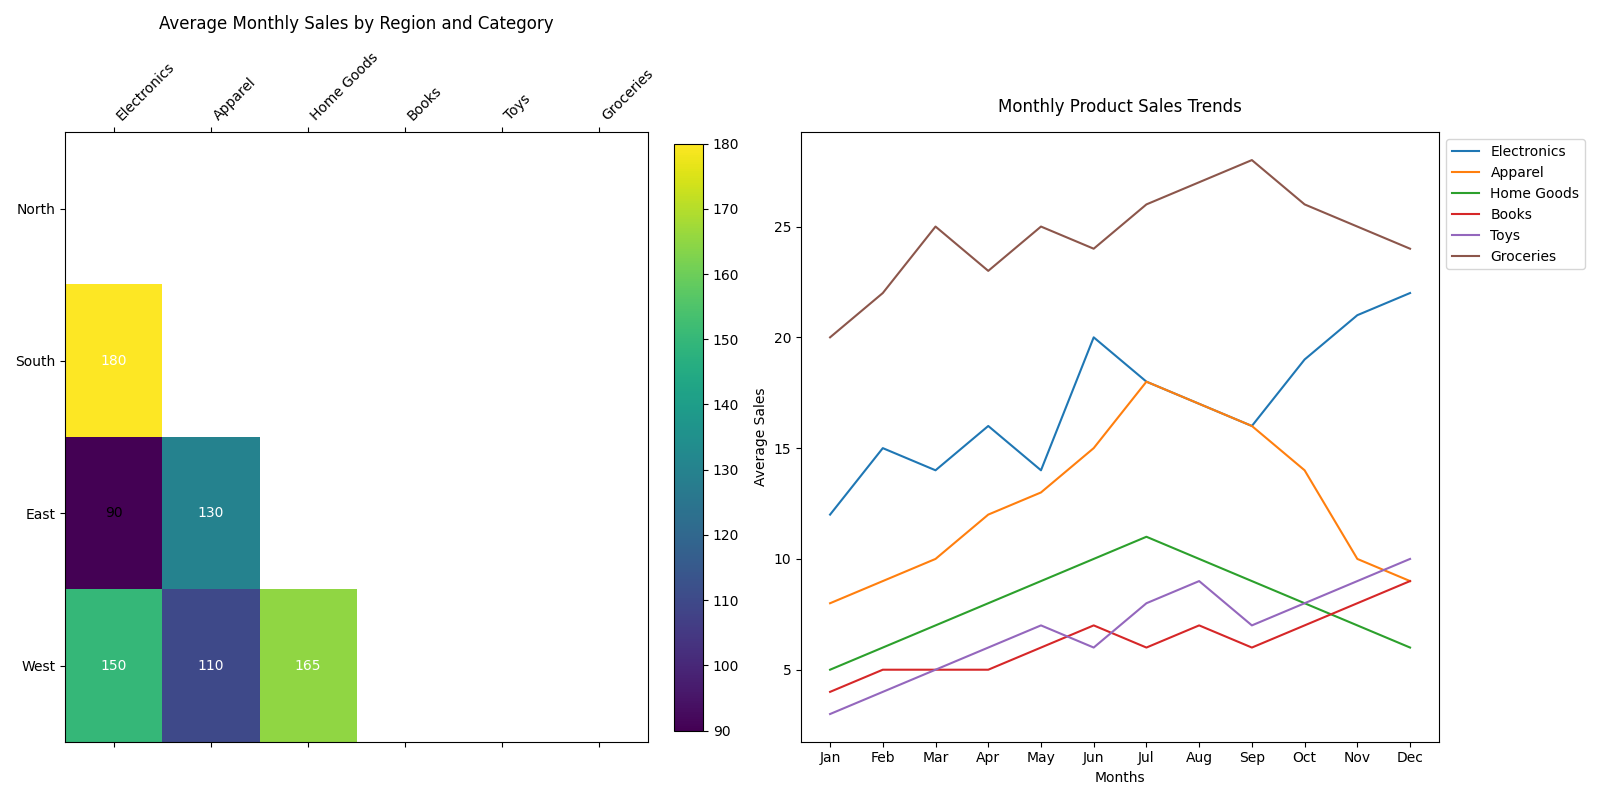 Average Monthly Sales by Region and Category
Electronics
Apparel
Home Goods
Books
Toys
Groceries
North
South
East
West
180
90
130
150
110
165
180
170
160
150
140
130
120
110
100
90
Monthly Product Sales Trends
Average Sales
25
20
15
10
5
Jan
Feb
Mar
Apr
May
Jun
Jul
Aug
Sep
Oct
Nov
Dec
Months
Electronics
Apparel
Home Goods
Books
Toys
Groceries